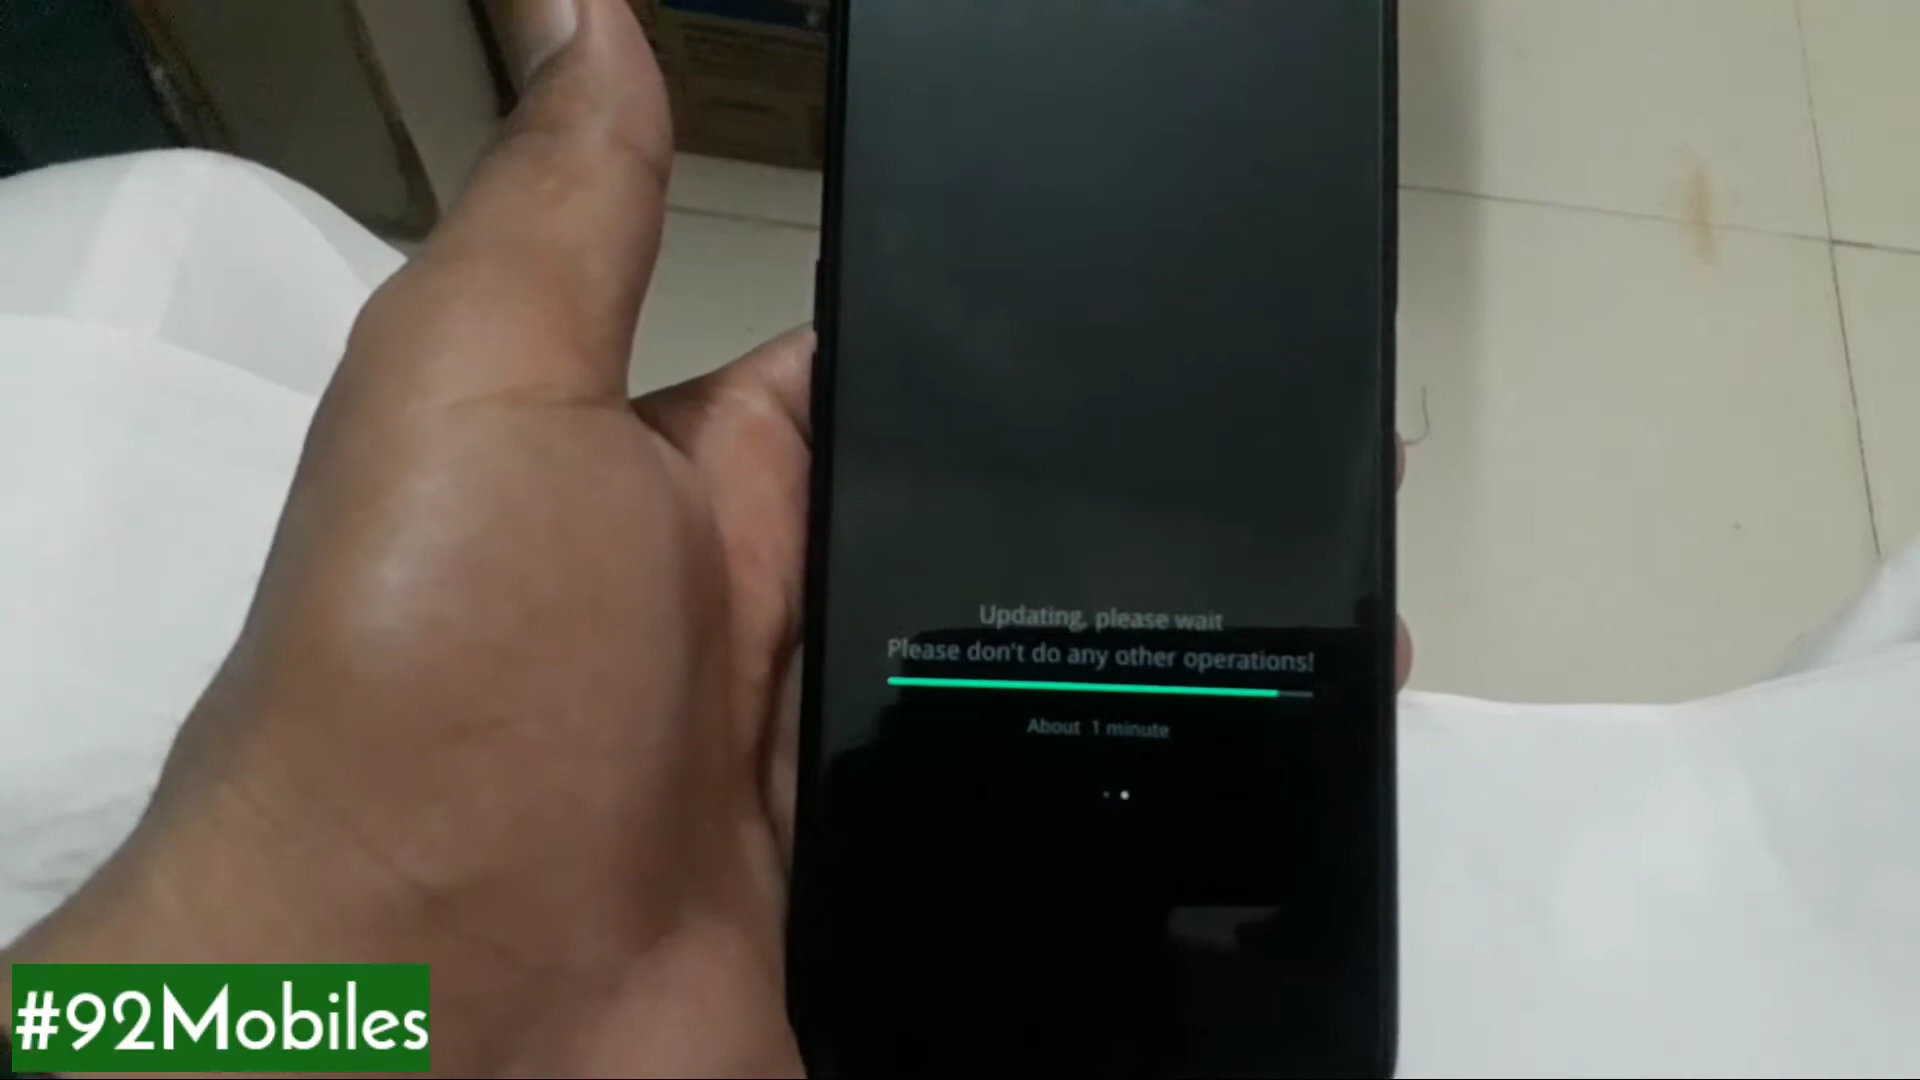 Updating, please wait
Please don't do any other operations!
About 1 minute
#92Mobiles